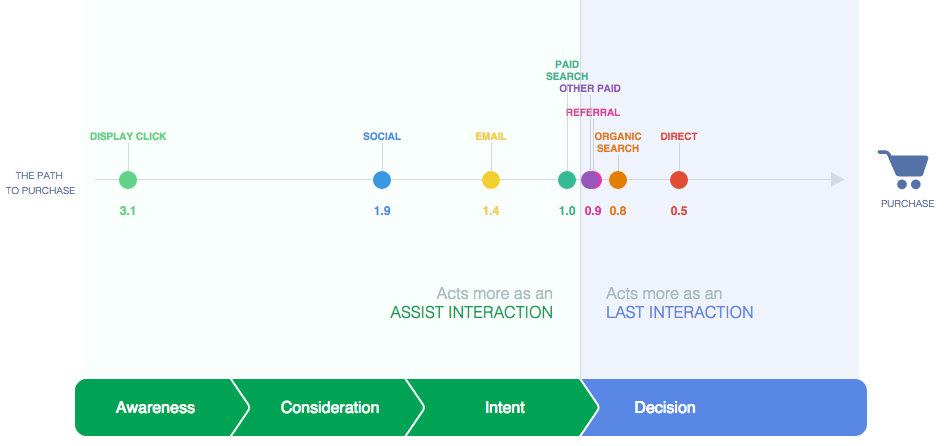 PAID
SEARCH
OTHER PAID
REFERRAL
DISPLAY CLICK
SOCIAL
EMAIL
ORGANIC
SEARCH
DIRECT
THE PATH
TO PURCHASE
PURCHASE
3.1
1.9
1.4
1.0
0.9
0.8
0.5
Acts more as an
ASSIST INTERACTION
Acts more as an
LAST INTERACTION
Awareness
Consideration
Intent
Decision